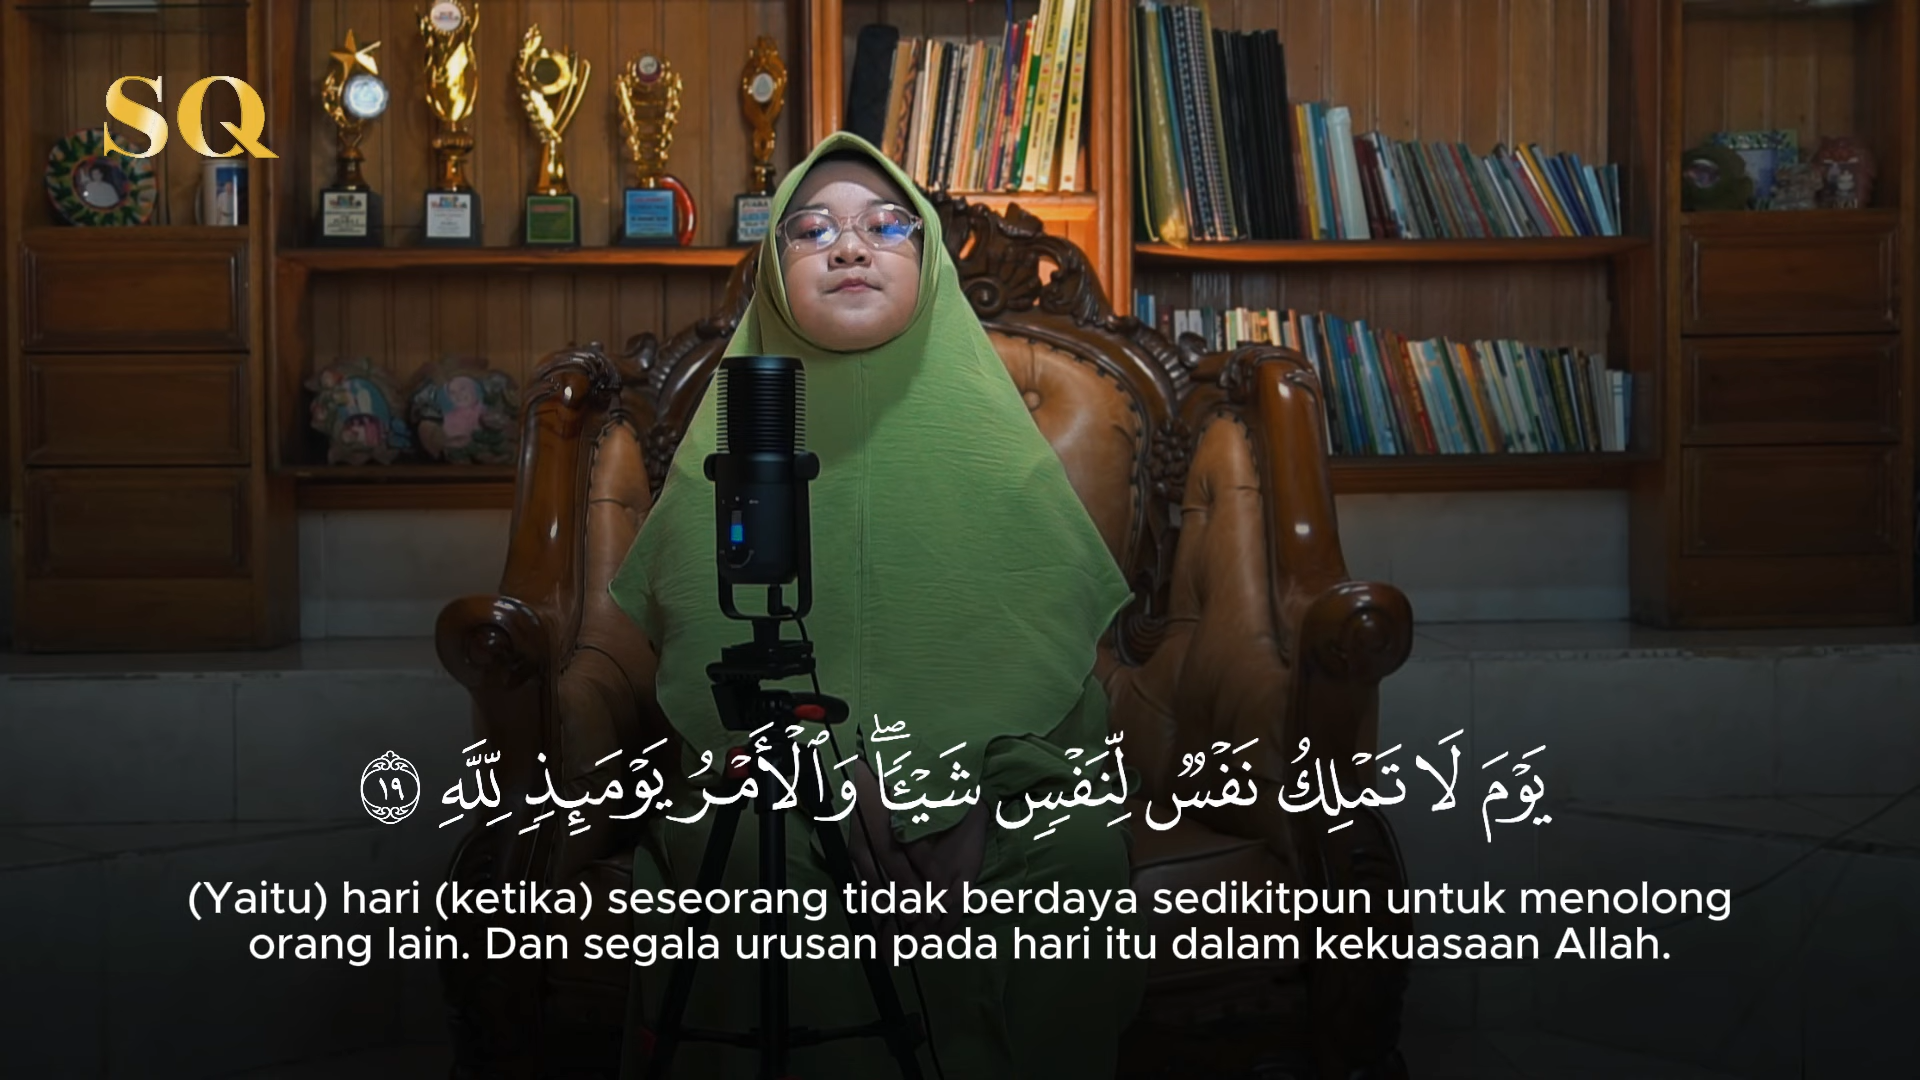 SQ
يَوْمَ لَا تَمْلِكُ نَفْسٌ لِّنَفْسٍ شَيْـًٔا ۖ وَٱلْأَمْرُ يَوْمَئِذٍ لِّلَّهِ ١٩
(Yaitu) hari (ketika) seseorang tidak berdaya sedikitpun untuk menolong
orang lain. Dan segala urusan pada hari itu dalam kekuasaan Allah.